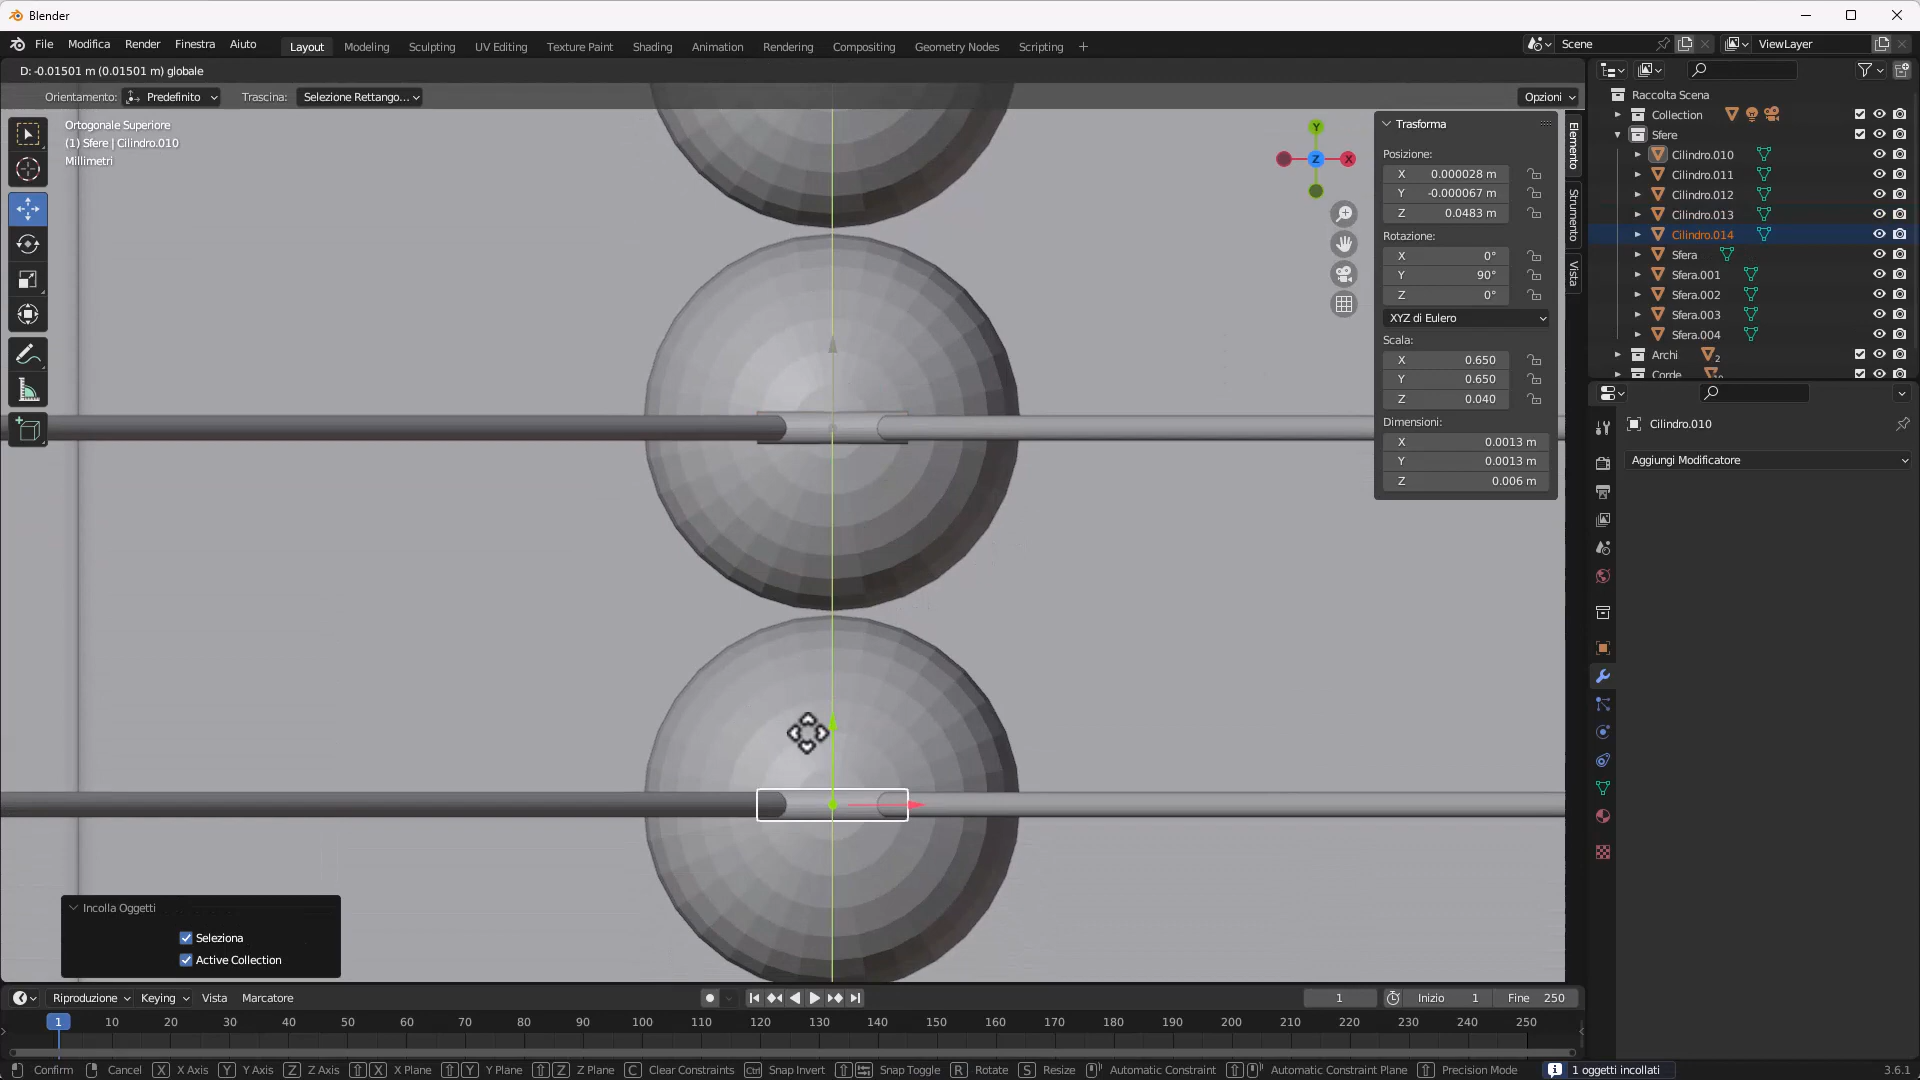 Blender
File Modifica Render Finestra Aiuto
Layout Modeling Sculpting UV Editing Texture Paint Shading Animation Rendering Compositing Geometry Nodes Scripting +
Scene
ViewLayer
D: -0.01501 m (0.01501 m) globale
Orientamento: Predefinito Trascina: Selezione Rettango...
Opzioni
Ortogonale Superiore
(1) Sfere | Cilindro.010
Millimetri
Y
Z
X
Trasforma
Posizione:
X 0.000028 m
Y -0.000067 m
Z 0.0483 m
Rotazione:
X 0°
Y 90°
Z 0°
XYZ di Eulero
Scala:
X 0.650
Y 0.650
Z 0.040
Dimensioni:
X 0.0013 m
Y 0.0013 m
Z 0.006 m
Elemento
Strumento
Vista
Raccolta Scena
Collection
Sfere
Cilindro.010
Cilindro.011
Cilindro.012
Cilindro.013
Cilindro.014
Sfera
Sfera.001
Sfera.002
Sfera.003
Sfera.004
Archi 2
Corde
Cilindro.010
Aggiungi Modificatore
Incolla Oggetti
Seleziona
Active Collection
Riproduzione Keying Vista Marcatore
1
Inizio 1 Fine 250
1 10 20 30 40 50 60 70 80 90 100 110 120 130 140 150 160 170 180 190 200 210 220 230 240 250
Confirm Cancel X X Axis Y Y Axis Z Z Axis X X Plane Y Y Plane Z Z Plane C Clear Constraints Ctrl Snap Invert Snap Toggle R Rotate S Resize Automatic Constraint Automatic Constraint Plane Precision Mode
1 oggetti incollati
3.6.1